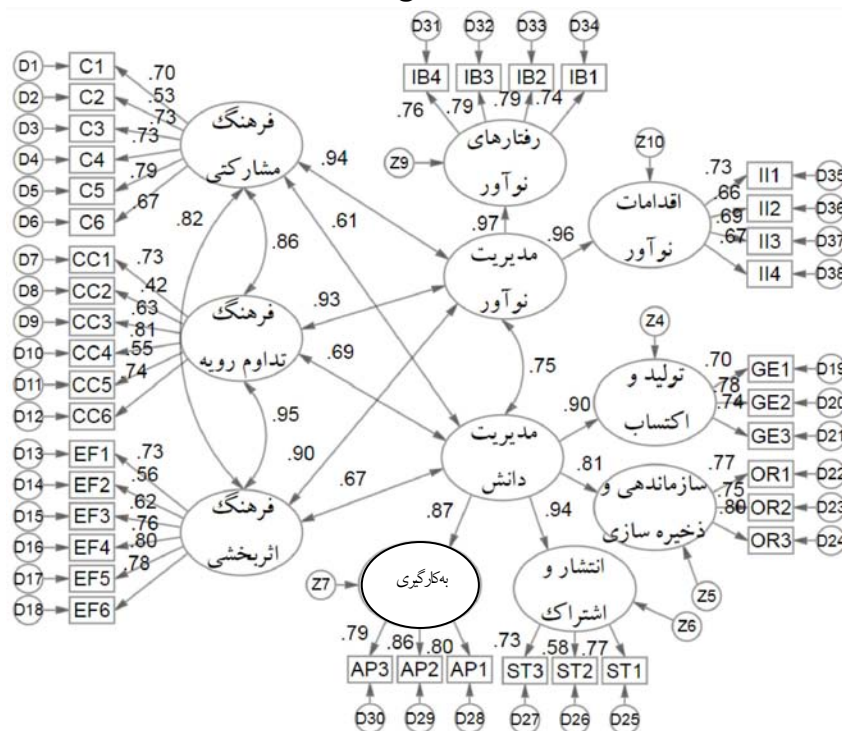 D31 D32 D33 D34
IB4 IB3 IB2 IB1
.76 .79 .79 .74
D1 C1 .70
D2 C2 .53
D3 C3 .73
D4 C4 .73
D5 C5 .79
D6 C6 .67
فرهنگ
مشارکتی
Z9
رفتارهای
نوآور
Z10
اقدامات
نوآور
.73 II1 D35
.66 II2 D36
.69 II3 D37
.67 II4 D38
.94
.61
.82
.86
.97
.96
مدیریت
نوآور
D7 CC1 .73
D8 CC2 .42
D9 CC3 .63
D10 CC4 .81
D11 CC5 .55
D12 CC6 .74
فرهنگ
تداوم رویه
.93
.69
.75
.95
.90
.67
Z4
تولید و
اکتساب
.70 GE1 D19
.78 GE2 D20
.74 GE3 D21
.90
مدیریت
دانش
.81
سازماندهی و
ذخیره سازی
.77 OR1 D22
.75 OR2 D23
.80 OR3 D24
Z5
D13 EF1 .73
D14 EF2 .56
D15 EF3 .62
D16 EF4 .76
D17 EF5 .80
D18 EF6 .78
فرهنگ
اثربخشی
.87
.94
Z7
به‌کارگیری
انتشار و
اشتراک
Z6
.79 .86 .80
AP3 AP2 AP1
D30 D29 D28
.73 .58 .77
ST3 ST2 ST1
D27 D26 D25